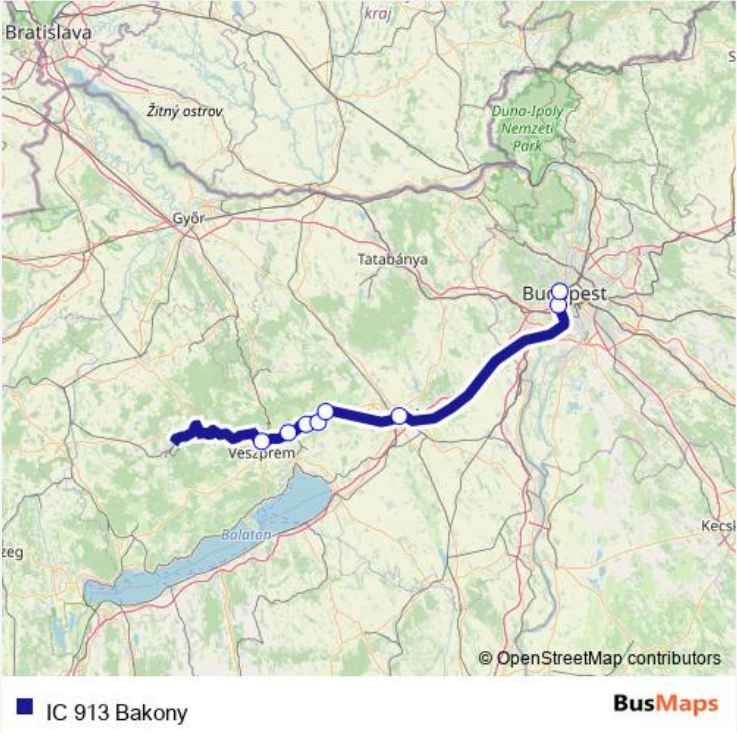 kraj
Bratislava
S
Žitný ostrov
Duna-Ipoly
Nemzeti
Park
Győr
Tatabánya
Budapest
Veszprém
Balaton
Kecsk
zeg
© OpenStreetMap contributors
IC 913 Bakony
BusMaps